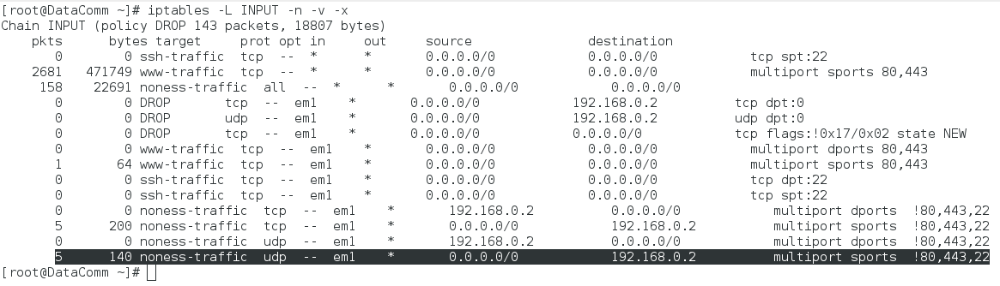 [root@DataComm ~]# iptables -L INPUT -n -v -x
Chain INPUT (policy DROP 143 packets, 18807 bytes)
pkts bytes target prot opt in out source destination
0 0 ssh-traffic tcp -- * * 0.0.0.0/0 0.0.0.0/0 tcp spt:22
2681 471749 www-traffic tcp -- * * 0.0.0.0/0 0.0.0.0/0 multiport sports 80,443
158 22691 noness-traffic all -- * * 0.0.0.0/0 0.0.0.0/0
0 0 DROP tcp -- em1 * 0.0.0.0/0 192.168.0.2 tcp dpt:0
0 0 DROP udp -- em1 * 0.0.0.0/0 192.168.0.2 udp dpt:0
0 0 DROP tcp -- em1 * 0.0.0.0/0 0.0.0.0/0 tcp flags:!0x17/0x02 state NEW
0 0 www-traffic tcp -- em1 * 0.0.0.0/0 0.0.0.0/0 multiport dports 80,443
1 64 www-traffic tcp -- em1 * 0.0.0.0/0 0.0.0.0/0 multiport sports 80,443
0 0 ssh-traffic tcp -- em1 * 0.0.0.0/0 0.0.0.0/0 tcp dpt:22
0 0 ssh-traffic tcp -- em1 * 0.0.0.0/0 0.0.0.0/0 tcp spt:22
0 0 noness-traffic tcp -- em1 * 192.168.0.2 0.0.0.0/0 multiport dports !80,443,22
5 200 noness-traffic tcp -- em1 * 0.0.0.0/0 192.168.0.2 multiport sports !80,443,22
0 0 noness-traffic udp -- em1 * 192.168.0.2 0.0.0.0/0 multiport dports !80,443,22
5 140 noness-traffic udp -- em1 * 0.0.0.0/0 192.168.0.2 multiport sports !80,443,22
[root@DataComm ~]#